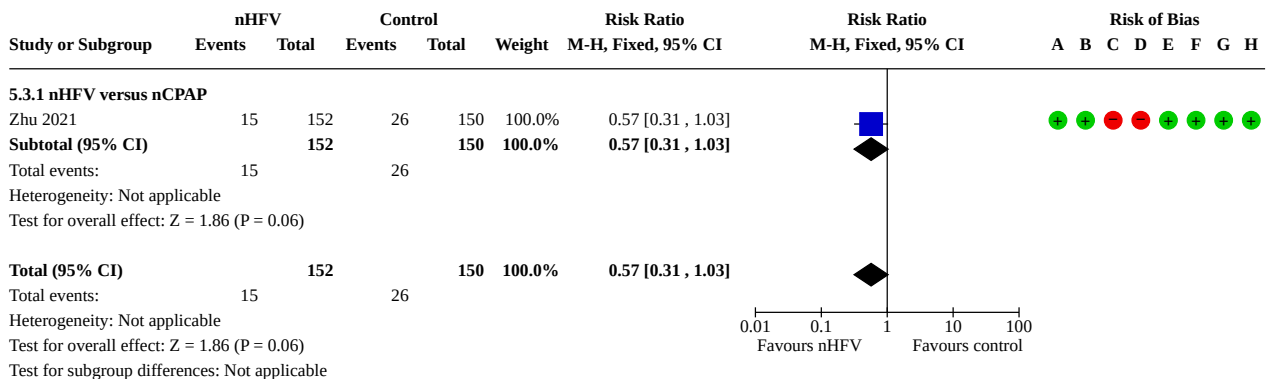 nHFV Control Risk Ratio Risk Ratio Risk of Bias
Study or Subgroup Events Total Events Total Weight M-H, Fixed, 95% CI M-H, Fixed, 95% CI A B C D E F G H
5.3.1 nHFV versus nCPAP
Zhu 2021 15 152 26 150 100.0% 0.57 [0.31 , 1.03] + + − − + + + +
Subtotal (95% CI) 152 150 100.0% 0.57 [0.31 , 1.03]
Total events: 15 26
Heterogeneity: Not applicable
Test for overall effect: Z = 1.86 (P = 0.06)
Total (95% CI) 152 150 100.0% 0.57 [0.31 , 1.03]
Total events: 15 26
Heterogeneity: Not applicable
0.01 0.1 1 10 100
Test for overall effect: Z = 1.86 (P = 0.06) Favours nHFV Favours control
Test for subgroup differences: Not applicable